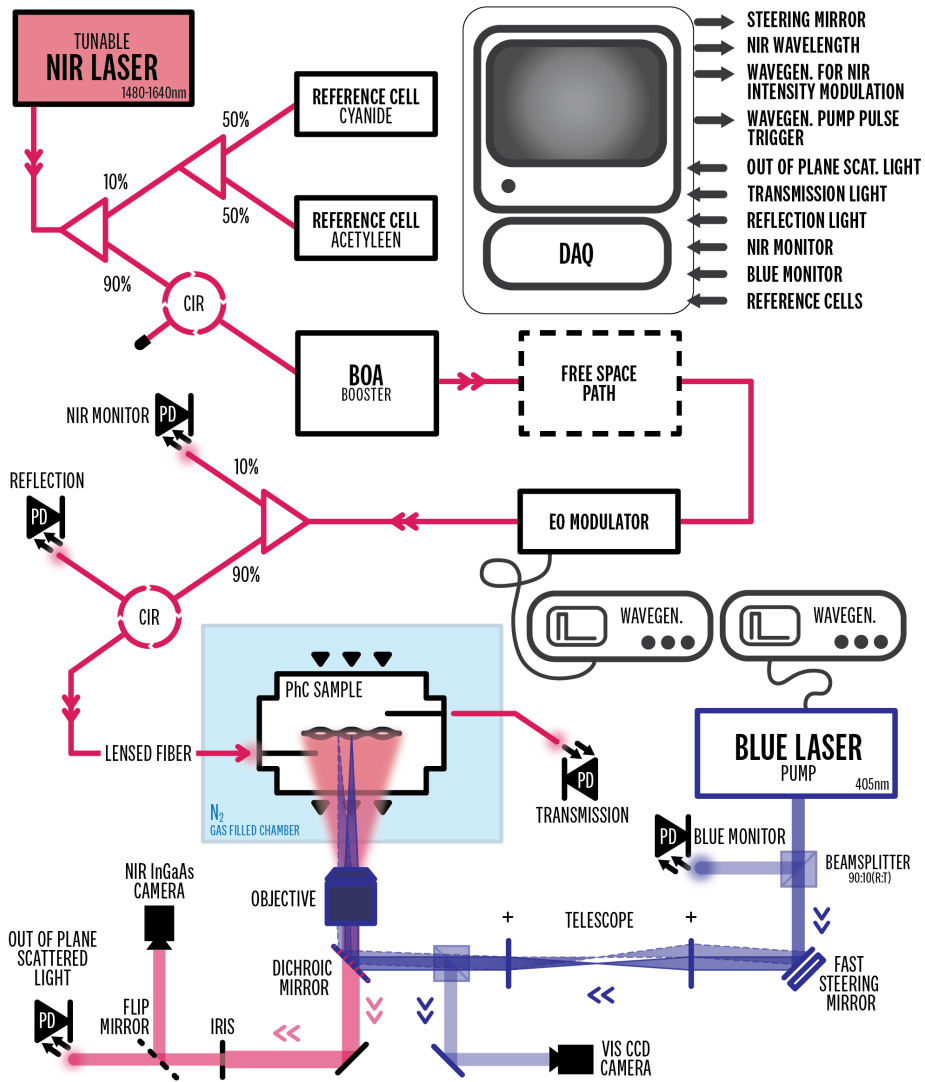 TUNABLE
NIR LASER
1480-1640nm
50%
REFERENCE CELL
CYANIDE
10%
50%
REFERENCE CELL
ACETYLEEN
90%
CIR
DAQ
STEERING MIRROR
NIR WAVELENGTH
WAVEGEN. FOR NIR
INTENSITY MODULATION
WAVEGEN. PUMP PULSE
TRIGGER
OUT OF PLANE SCAT. LIGHT
TRANSMISSION LIGHT
REFLECTION LIGHT
NIR MONITOR
BLUE MONITOR
REFERENCE CELLS
BOA
BOOSTER
FREE SPACE
PATH
NIR MONITOR
PD
10%
REFLECTION
PD
EO MODULATOR
90%
CIR
WAVEGEN.
WAVEGEN.
PhC SAMPLE
LENSED FIBER
N2
GAS FILLED CHAMBER
PD
TRANSMISSION
BLUE LASER
PUMP
405nm
PD
BLUE MONITOR
BEAMSPLITTER
90:10(R:T)
NIR InGaAs
CAMERA
OBJECTIVE
+
TELESCOPE
+
OUT OF PLANE
SCATTERED
LIGHT
PD
DICHROIC
MIRROR
FAST
STEERING
MIRROR
FLIP
MIRROR
IRIS
VIS CCD
CAMERA